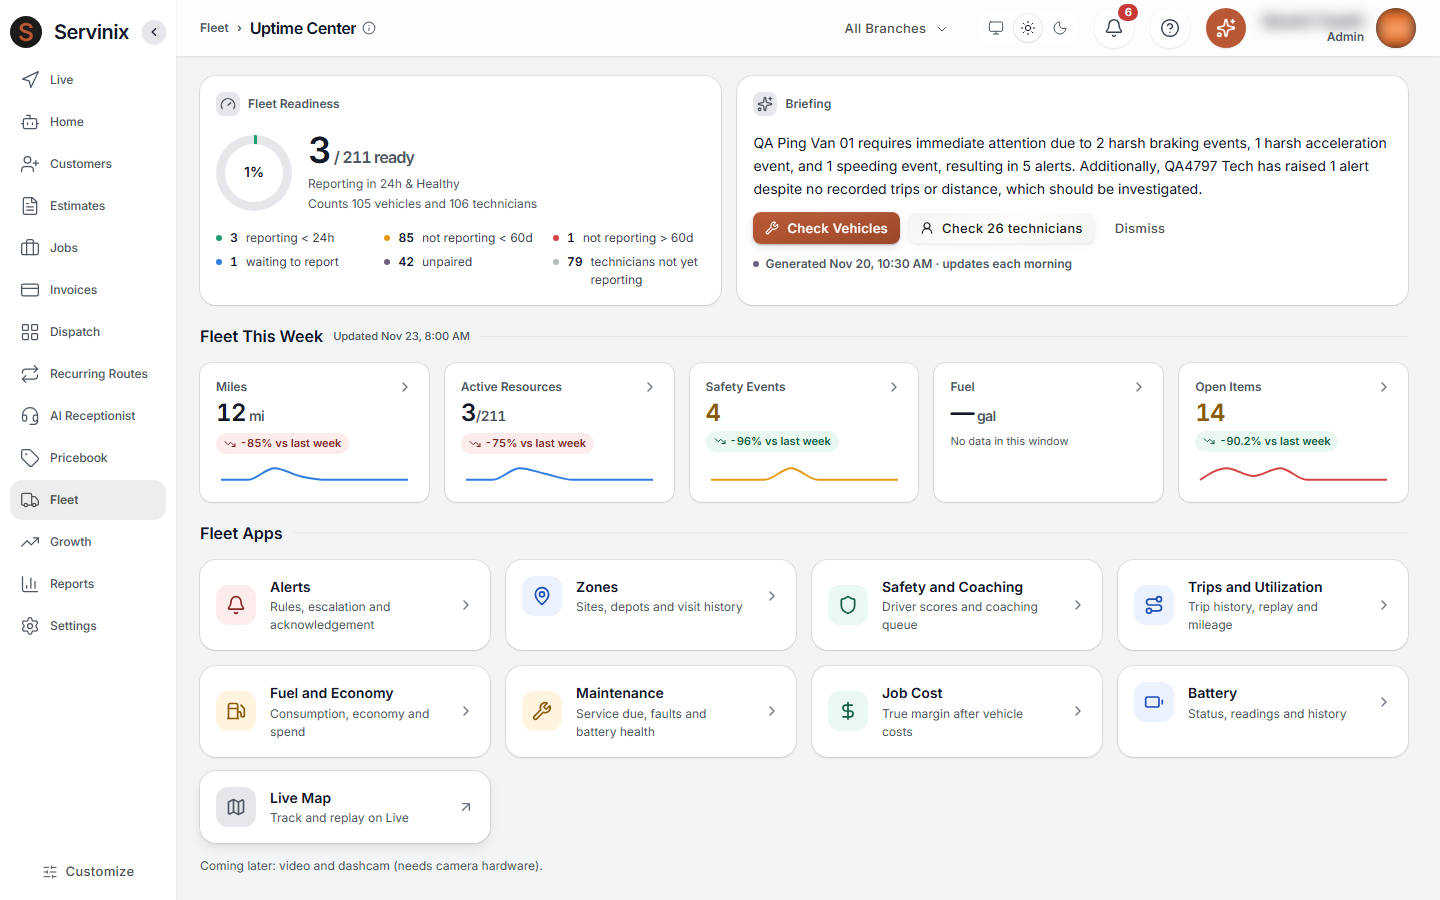 S Servinix
Fleet › Uptime Center
All Branches
6
Admin
Live
Home
Customers
Estimates
Jobs
Invoices
Dispatch
Recurring Routes
AI Receptionist
Pricebook
Fleet
Growth
Reports
Settings
Customize
Fleet Readiness
1%
3 / 211 ready
Reporting in 24h & Healthy
Counts 105 vehicles and 106 technicians
3 reporting < 24h
85 not reporting < 60d
1 not reporting > 60d
1 waiting to report
42 unpaired
79 technicians not yet
reporting
Briefing
QA Ping Van 01 requires immediate attention due to 2 harsh braking events, 1 harsh acceleration
event, and 1 speeding event, resulting in 5 alerts. Additionally, QA4797 Tech has raised 1 alert
despite no recorded trips or distance, which should be investigated.
Check Vehicles
Check 26 technicians
Dismiss
Generated Nov 20, 10:30 AM · updates each morning
Fleet This Week Updated Nov 23, 8:00 AM
Miles
12 mi
-85% vs last week
Active Resources
3/211
-75% vs last week
Safety Events
4
-96% vs last week
Fuel
— gal
No data in this window
Open Items
14
-90.2% vs last week
Fleet Apps
Alerts
Rules, escalation and
acknowledgement
Zones
Sites, depots and visit history
Safety and Coaching
Driver scores and coaching
queue
Trips and Utilization
Trip history, replay and
mileage
Fuel and Economy
Consumption, economy and
spend
Maintenance
Service due, faults and
battery health
Job Cost
True margin after vehicle
costs
Battery
Status, readings and history
Live Map
Track and replay on Live
Coming later: video and dashcam (needs camera hardware).